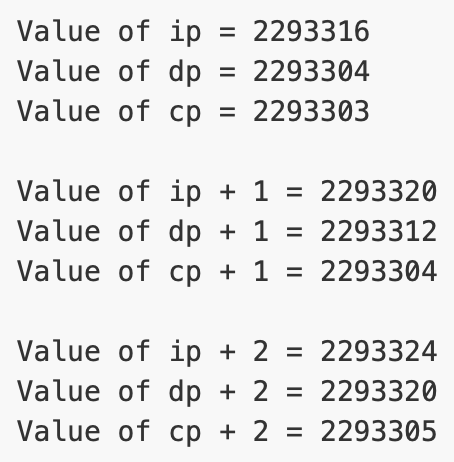 Value of ip = 2293316
Value of dp = 2293304
Value of cp = 2293303

Value of ip + 1 = 2293320
Value of dp + 1 = 2293312
Value of cp + 1 = 2293304

Value of ip + 2 = 2293324
Value of dp + 2 = 2293320
Value of cp + 2 = 2293305